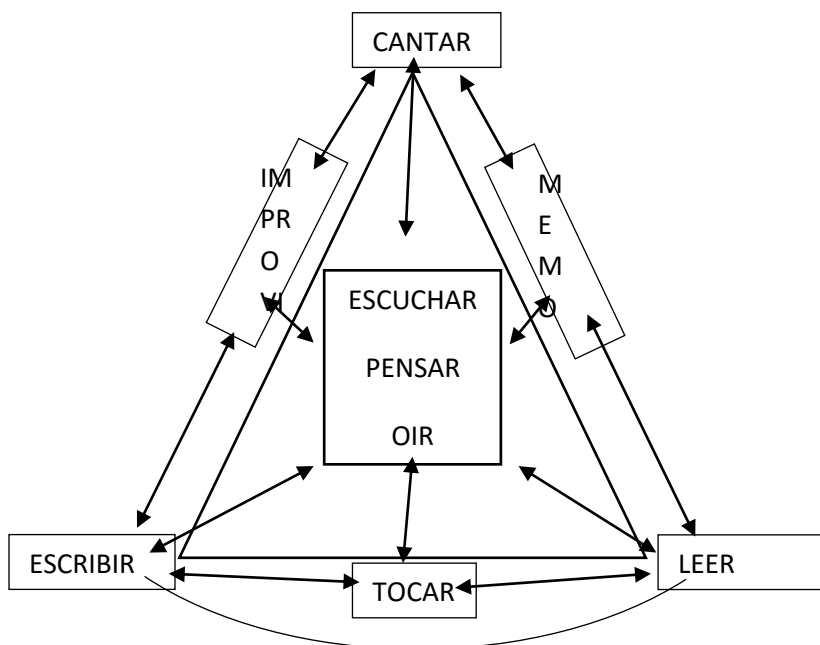 CANTAR
IM
PR
O
VI
M
E
M
O
ESCUCHAR
PENSAR
OIR
ESCRIBIR
TOCAR
LEER